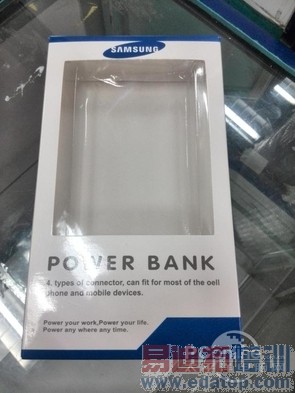 SAMSUNG
POWER BANK
4. types of connector, can fit for most of the cell
phone and mobile devices.
Power your work,Power your life.
Power any where any time.
易迪拓培训
www.edatop.com